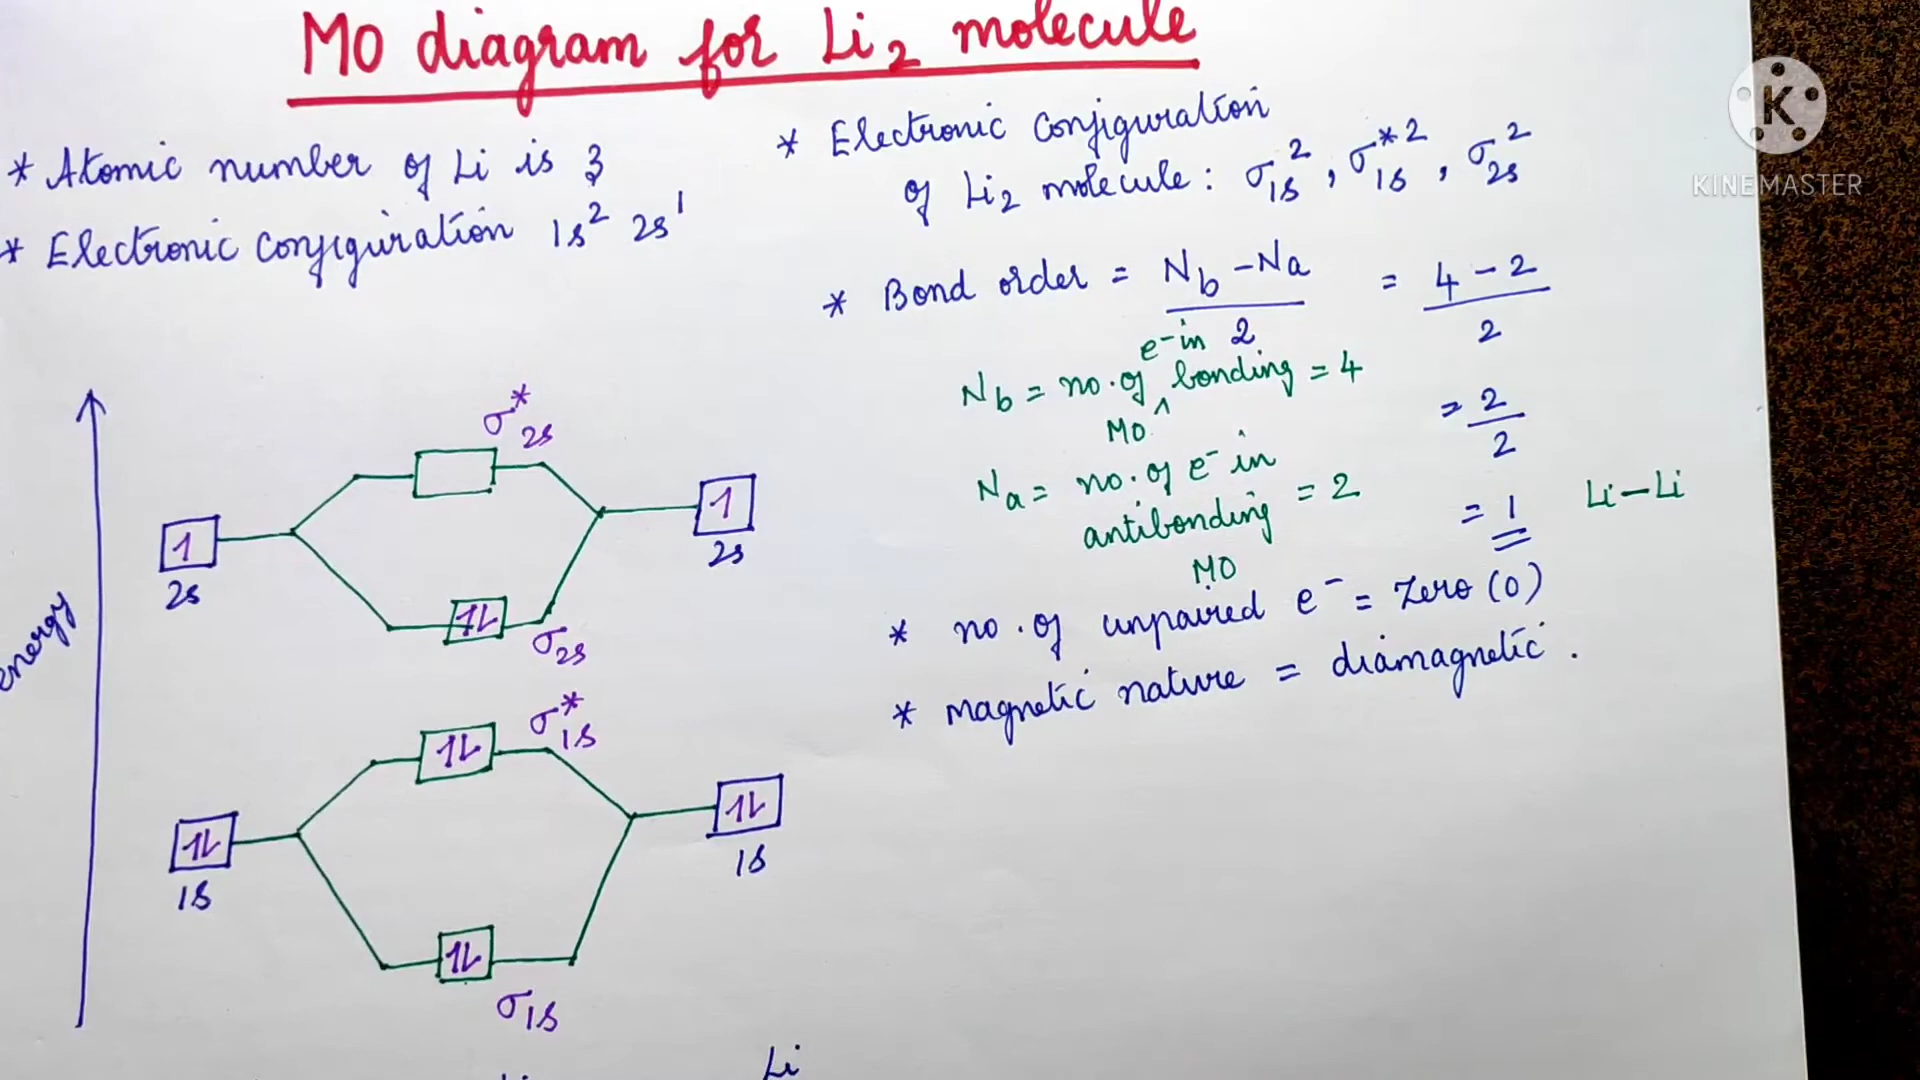 MO diagram for Li₂ molecule
* Atomic number of Li is 3
* Electronic configuration 1s² 2s¹
* Electronic configuration
of Li₂ molecule : σ1s², σ*1s², σ2s²
* Bond order = Nb - Na / 2 = 4 - 2 / 2
Nb = no. of e⁻ in bonding MO = 4
= 2 / 2
Na = no. of e⁻ in
antibonding = 2
MO
= 1 Li-Li
* no. of unpaired e⁻ = Zero (0)
* magnetic nature = diamagnetic.
Energy
σ*2s
1
2s
1
2s
1L
σ2s
σ*1s
1L
1L
1s
1L
1s
1L
σ1s
Li
K
KINEMASTER